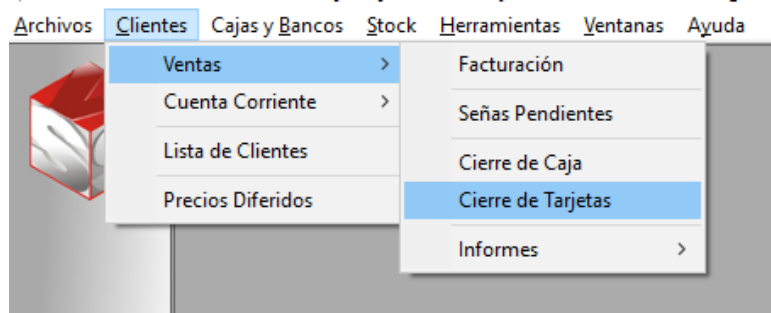 Archivos Clientes Cajas y Bancos Stock Herramientas Ventanas Ayuda
Ventas
Cuenta Corriente
Lista de Clientes
Precios Diferidos
Facturación
Señas Pendientes
Cierre de Caja
Cierre de Tarjetas
Informes